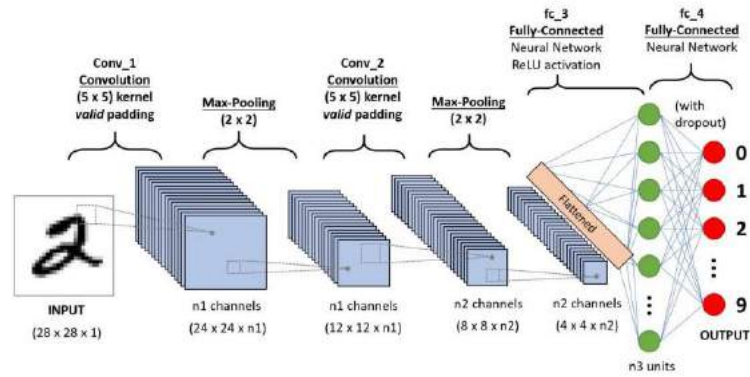 fc_3
Fully-Connected
Neural Network
ReLU activation
fc_4
Fully-Connected
Neural Network
Conv_1
Convolution
(5 x 5) kernel
valid padding
Max-Pooling
(2 x 2)
Conv_2
Convolution
(5 x 5) kernel
valid padding
Max-Pooling
(2 x 2)
(with
dropout)
2
Flattened
0
1
2
9
INPUT
(28 x 28 x 1)
n1 channels
(24 x 24 x n1)
n1 channels
(12 x 12 x n1)
n2 channels
(8 x 8 x n2)
n2 channels
(4 x 4 x n2)
OUTPUT
n3 units